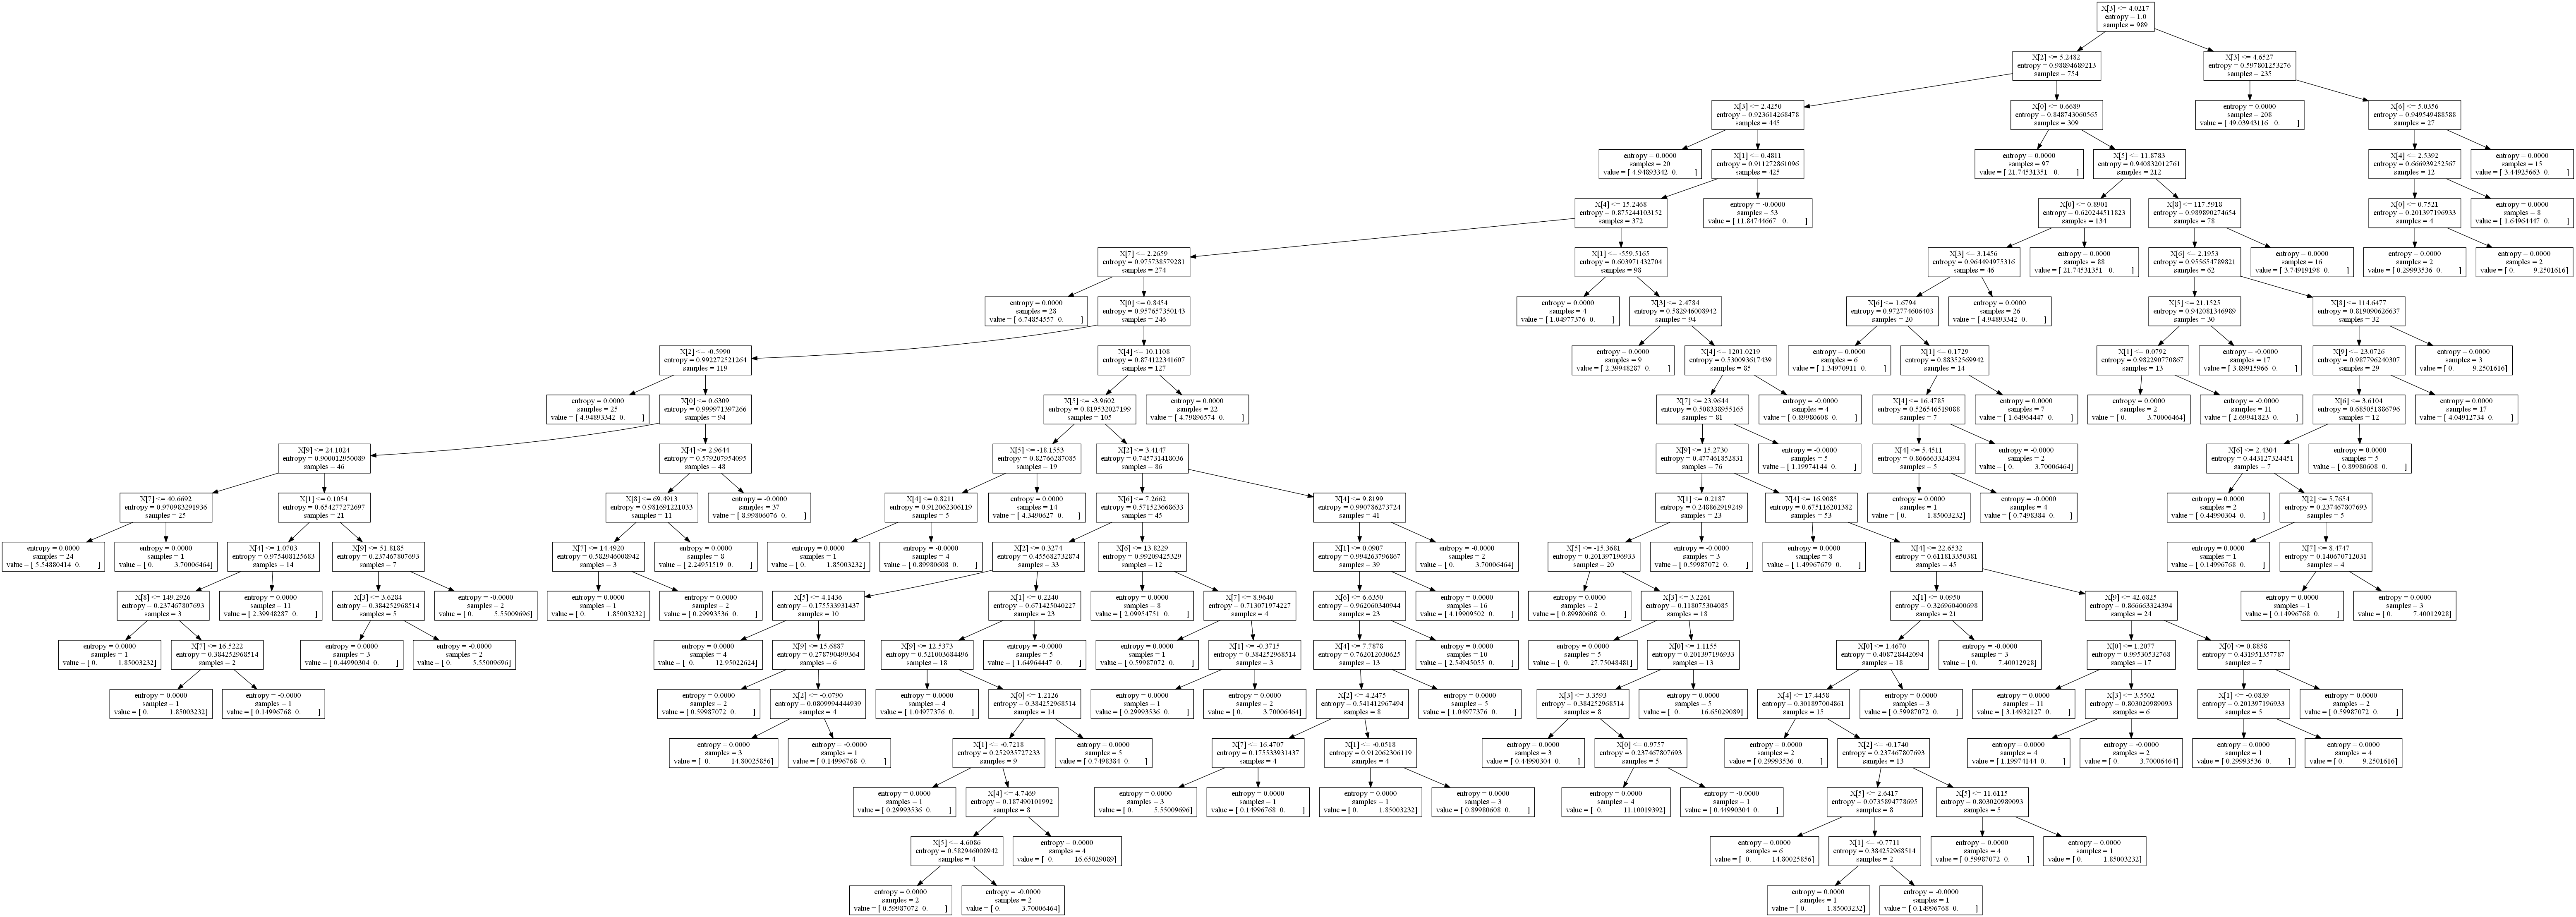 X[3] <= 4.0217
entropy = 1.0
samples = 989
X[2] <= 5.2482
entropy = 0.98894689213
samples = 754
X[3] <= 4.6527
entropy = 0.597801253276
samples = 235
X[3] <= 2.4250
entropy = 0.923614268478
samples = 445
X[0] <= 0.6689
entropy = 0.848743060565
samples = 309
entropy = 0.0000
samples = 208
value = [ 49.03943116 0. ]
X[6] <= 5.0356
entropy = 0.949549488588
samples = 27
entropy = 0.0000
samples = 20
value = [ 4.94893342 0. ]
X[1] <= 0.4811
entropy = 0.911272861096
samples = 425
entropy = 0.0000
samples = 97
value = [ 21.74531351 0. ]
X[5] <= 11.8783
entropy = 0.940832012761
samples = 212
X[4] <= 2.5392
entropy = 0.666939252567
samples = 12
entropy = 0.0000
samples = 15
value = [ 3.44925663 0. ]
X[4] <= 15.2468
entropy = 0.875244103152
samples = 372
entropy = -0.0000
samples = 53
value = [ 11.84744667 0. ]
X[0] <= 0.8901
entropy = 0.620244511823
samples = 134
X[8] <= 117.5918
entropy = 0.989890274654
samples = 78
X[0] <= 0.7521
entropy = 0.201397196933
samples = 4
entropy = 0.0000
samples = 8
value = [ 1.64964447 0. ]
X[7] <= 2.2659
entropy = 0.975738579281
samples = 274
X[1] <= -559.5165
entropy = 0.603971432704
samples = 98
X[3] <= 3.1456
entropy = 0.964494975316
samples = 46
entropy = 0.0000
samples = 88
value = [ 21.74531351 0. ]
X[6] <= 2.1953
entropy = 0.955654789821
samples = 62
entropy = 0.0000
samples = 16
value = [ 3.74919198 0. ]
entropy = -0.0000
samples = 2
value = [ 0.29993536 0. ]
entropy = 0.0000
samples = 2
value = [ 0. 9.2501616]
entropy = 0.0000
samples = 28
value = [ 6.74854557 0. ]
X[0] <= 0.8454
entropy = 0.957657350143
samples = 246
entropy = 0.0000
samples = 4
value = [ 1.04977376 0. ]
X[3] <= 2.4784
entropy = 0.582946008942
samples = 94
X[6] <= 1.6794
entropy = 0.972774606403
samples = 20
entropy = 0.0000
samples = 26
value = [ 4.94893342 0. ]
X[5] <= 21.1525
entropy = 0.942081346989
samples = 30
X[8] <= 114.6477
entropy = 0.819090626637
samples = 32
X[2] <= -0.5990
entropy = 0.992272521264
samples = 119
X[4] <= 10.1108
entropy = 0.874122341607
samples = 127
entropy = 0.0000
samples = 9
value = [ 2.39948287 0. ]
X[4] <= 1201.0219
entropy = 0.530093617439
samples = 85
entropy = 0.0000
samples = 6
value = [ 1.34970911 0. ]
X[1] <= 0.1729
entropy = 0.88352569942
samples = 14
X[1] <= 0.0792
entropy = 0.982290770867
samples = 13
entropy = -0.0000
samples = 17
value = [ 3.89915966 0. ]
X[9] <= 23.0726
entropy = 0.987796240307
samples = 29
entropy = 0.0000
samples = 3
value = [ 0. 9.2501616]
entropy = 0.0000
samples = 25
value = [ 4.94893342 0. ]
X[0] <= 0.6309
entropy = 0.999971397266
samples = 94
X[5] <= -3.9602
entropy = 0.819532027199
samples = 105
entropy = 0.0000
samples = 22
value = [ 4.79896574 0. ]
X[7] <= 23.9644
entropy = 0.508338955165
samples = 81
entropy = -0.0000
samples = 4
value = [ 0.89980608 0. ]
X[4] <= 16.4785
entropy = 0.526546519088
samples = 7
entropy = 0.0000
samples = 7
value = [ 1.64964447 0. ]
entropy = 0.0000
samples = 2
value = [ 0. 3.70006464]
entropy = -0.0000
samples = 11
value = [ 2.69941823 0. ]
X[6] <= 3.6104
entropy = 0.685051886796
samples = 12
entropy = 0.0000
samples = 17
value = [ 4.04912734 0. ]
X[9] <= 24.1024
entropy = 0.900012950089
samples = 46
X[4] <= 2.9644
entropy = 0.579207954095
samples = 48
X[5] <= -18.1553
entropy = 0.82766287085
samples = 19
X[2] <= 3.4147
entropy = 0.745731418036
samples = 86
X[9] <= 15.2730
entropy = 0.477461852831
samples = 76
entropy = -0.0000
samples = 5
value = [ 1.19974144 0. ]
X[4] <= 5.4511
entropy = 0.866663324394
samples = 5
entropy = -0.0000
samples = 2
value = [ 0. 3.70006464]
X[6] <= 2.4304
entropy = 0.443127324451
samples = 7
entropy = 0.0000
samples = 5
value = [ 0.89980608 0. ]
X[7] <= 40.6692
entropy = 0.970983291936
samples = 25
X[1] <= 0.1054
entropy = 0.654277272697
samples = 21
X[8] <= 69.4913
entropy = 0.981691221033
samples = 11
entropy = -0.0000
samples = 37
value = [ 8.99806076 0. ]
X[4] <= 0.8211
entropy = 0.912062306119
samples = 5
entropy = 0.0000
samples = 14
value = [ 4.3490627 0. ]
X[6] <= 7.2662
entropy = 0.571523668633
samples = 45
X[4] <= 9.8199
entropy = 0.990786273724
samples = 41
X[1] <= 0.2187
entropy = 0.248862919249
samples = 23
X[4] <= 16.9085
entropy = 0.675116201382
samples = 53
entropy = 0.0000
samples = 1
value = [ 0. 1.85003232]
entropy = -0.0000
samples = 4
value = [ 0.7498384 0. ]
entropy = 0.0000
samples = 2
value = [ 0.44990304 0. ]
X[2] <= 5.7654
entropy = 0.237467807693
samples = 5
entropy = 0.0000
samples = 24
value = [ 5.54880414 0. ]
entropy = 0.0000
samples = 1
value = [ 0. 3.70006464]
X[4] <= 1.0703
entropy = 0.975408125683
samples = 14
X[9] <= 51.8185
entropy = 0.237467807693
samples = 7
X[7] <= 14.4920
entropy = 0.582946008942
samples = 3
entropy = 0.0000
samples = 8
value = [ 2.24951519 0. ]
entropy = 0.0000
samples = 1
value = [ 0. 1.85003232]
entropy = -0.0000
samples = 4
value = [ 0.89980608 0. ]
X[2] <= 0.3274
entropy = 0.455682732874
samples = 33
X[6] <= 13.8229
entropy = 0.99209425329
samples = 12
X[1] <= 0.0907
entropy = 0.994263796867
samples = 39
entropy = -0.0000
samples = 2
value = [ 0. 3.70006464]
X[5] <= -15.3681
entropy = 0.201397196933
samples = 20
entropy = -0.0000
samples = 3
value = [ 0.59987072 0. ]
entropy = 0.0000
samples = 8
value = [ 1.49967679 0. ]
X[4] <= 22.6532
entropy = 0.611813350381
samples = 45
entropy = 0.0000
samples = 1
value = [ 0.14996768 0. ]
X[7] <= 8.4747
entropy = 0.140670712031
samples = 4
X[8] <= 149.2926
entropy = 0.237467807693
samples = 3
entropy = 0.0000
samples = 11
value = [ 2.39948287 0. ]
X[3] <= 3.6284
entropy = 0.384252968514
samples = 5
entropy = -0.0000
samples = 2
value = [ 0. 5.55009696]
entropy = 0.0000
samples = 1
value = [ 0. 1.85003232]
entropy = 0.0000
samples = 2
value = [ 0.29993536 0. ]
X[5] <= 4.1436
entropy = 0.175533931437
samples = 10
X[1] <= 0.2240
entropy = 0.671425040227
samples = 23
entropy = 0.0000
samples = 8
value = [ 2.09954751 0. ]
X[7] <= 8.9640
entropy = 0.713071974227
samples = 4
X[6] <= 6.6350
entropy = 0.962060340944
samples = 23
entropy = 0.0000
samples = 16
value = [ 4.19909502 0. ]
entropy = 0.0000
samples = 2
value = [ 0.89980608 0. ]
X[3] <= 3.2261
entropy = 0.118075304085
samples = 18
X[1] <= 0.0950
entropy = 0.326960400698
samples = 21
X[9] <= 42.6825
entropy = 0.866663324394
samples = 24
entropy = 0.0000
samples = 1
value = [ 0.14996768 0. ]
entropy = 0.0000
samples = 3
value = [ 0. 7.40012928]
entropy = 0.0000
samples = 1
value = [ 0. 1.85003232]
X[7] <= 16.5222
entropy = 0.384252968514
samples = 2
entropy = 0.0000
samples = 3
value = [ 0.44990304 0. ]
entropy = -0.0000
samples = 2
value = [ 0. 5.55009696]
entropy = 0.0000
samples = 4
value = [ 0. 12.95022624]
X[9] <= 15.6887
entropy = 0.278790499364
samples = 6
X[9] <= 12.5373
entropy = 0.521003684496
samples = 18
entropy = -0.0000
samples = 5
value = [ 1.64964447 0. ]
entropy = 0.0000
samples = 1
value = [ 0.59987072 0. ]
X[1] <= -0.3715
entropy = 0.384252968514
samples = 3
X[4] <= 7.7878
entropy = 0.762012030625
samples = 13
entropy = 0.0000
samples = 10
value = [ 2.54945055 0. ]
entropy = 0.0000
samples = 5
value = [ 0. 27.75048481]
X[0] <= 1.1155
entropy = 0.201397196933
samples = 13
X[0] <= 1.4670
entropy = 0.408728442094
samples = 18
entropy = -0.0000
samples = 3
value = [ 0. 7.40012928]
X[0] <= 1.2077
entropy = 0.99530532768
samples = 17
X[0] <= 0.8858
entropy = 0.431951357787
samples = 7
entropy = 0.0000
samples = 1
value = [ 0. 1.85003232]
entropy = -0.0000
samples = 1
value = [ 0.14996768 0. ]
entropy = 0.0000
samples = 2
value = [ 0.59987072 0. ]
X[2] <= -0.0790
entropy = 0.0809994444939
samples = 4
entropy = 0.0000
samples = 4
value = [ 1.04977376 0. ]
X[0] <= 1.2126
entropy = 0.384252968514
samples = 14
entropy = 0.0000
samples = 1
value = [ 0.29993536 0. ]
entropy = 0.0000
samples = 2
value = [ 0. 3.70006464]
X[2] <= 4.2475
entropy = 0.541412967494
samples = 8
entropy = 0.0000
samples = 5
value = [ 1.04977376 0. ]
X[3] <= 3.3593
entropy = 0.384252968514
samples = 8
entropy = 0.0000
samples = 5
value = [ 0. 16.65029089]
X[4] <= 17.4458
entropy = 0.301897004861
samples = 15
entropy = 0.0000
samples = 3
value = [ 0.59987072 0. ]
entropy = 0.0000
samples = 11
value = [ 3.14932127 0. ]
X[3] <= 3.5502
entropy = 0.803020989093
samples = 6
X[1] <= -0.0839
entropy = 0.201397196933
samples = 5
entropy = 0.0000
samples = 2
value = [ 0.59987072 0. ]
entropy = 0.0000
samples = 3
value = [ 0. 14.80025856]
entropy = -0.0000
samples = 1
value = [ 0.14996768 0. ]
X[1] <= -0.7218
entropy = 0.252935727233
samples = 9
entropy = 0.0000
samples = 5
value = [ 0.7498384 0. ]
X[7] <= 16.4707
entropy = 0.175533931437
samples = 4
X[1] <= -0.0518
entropy = 0.912062306119
samples = 4
entropy = 0.0000
samples = 3
value = [ 0.44990304 0. ]
X[0] <= 0.9757
entropy = 0.237467807693
samples = 5
entropy = 0.0000
samples = 2
value = [ 0.29993536 0. ]
X[2] <= -0.1740
entropy = 0.237467807693
samples = 13
entropy = 0.0000
samples = 4
value = [ 1.19974144 0. ]
entropy = -0.0000
samples = 2
value = [ 0. 3.70006464]
entropy = 0.0000
samples = 1
value = [ 0.29993536 0. ]
entropy = 0.0000
samples = 4
value = [ 0. 9.2501616]
entropy = 0.0000
samples = 1
value = [ 0.29993536 0. ]
X[4] <= 4.7469
entropy = 0.187490101992
samples = 8
entropy = 0.0000
samples = 3
value = [ 0. 5.55009696]
entropy = 0.0000
samples = 1
value = [ 0.14996768 0. ]
entropy = 0.0000
samples = 1
value = [ 0. 1.85003232]
entropy = 0.0000
samples = 3
value = [ 0.89980608 0. ]
entropy = 0.0000
samples = 4
value = [ 0. 11.10019392]
entropy = -0.0000
samples = 1
value = [ 0.44990304 0. ]
X[5] <= 2.6417
entropy = 0.0735894778695
samples = 8
X[5] <= 11.6115
entropy = 0.803020989093
samples = 5
X[5] <= 4.6086
entropy = 0.582946008942
samples = 4
entropy = 0.0000
samples = 4
value = [ 0. 16.65029089]
entropy = 0.0000
samples = 6
value = [ 0. 14.80025856]
X[1] <= -0.7711
entropy = 0.384252968514
samples = 2
entropy = 0.0000
samples = 4
value = [ 0.59987072 0. ]
entropy = 0.0000
samples = 1
value = [ 0. 1.85003232]
entropy = 0.0000
samples = 2
value = [ 0.59987072 0. ]
entropy = -0.0000
samples = 2
value = [ 0. 3.70006464]
entropy = 0.0000
samples = 1
value = [ 0. 1.85003232]
entropy = -0.0000
samples = 1
value = [ 0.14996768 0. ]